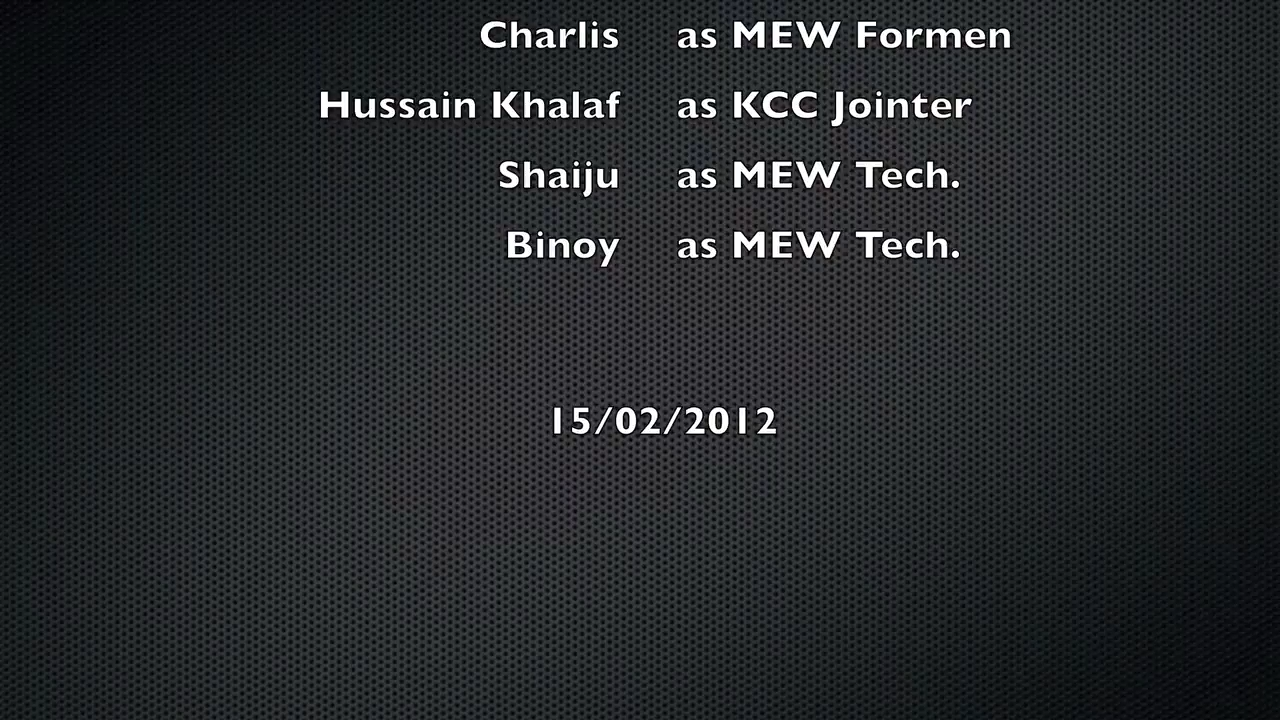 Charlis as MEW Formen
Hussain Khalaf as KCC Jointer
Shaiju as MEW Tech.
Binoy as MEW Tech.
15/02/2012